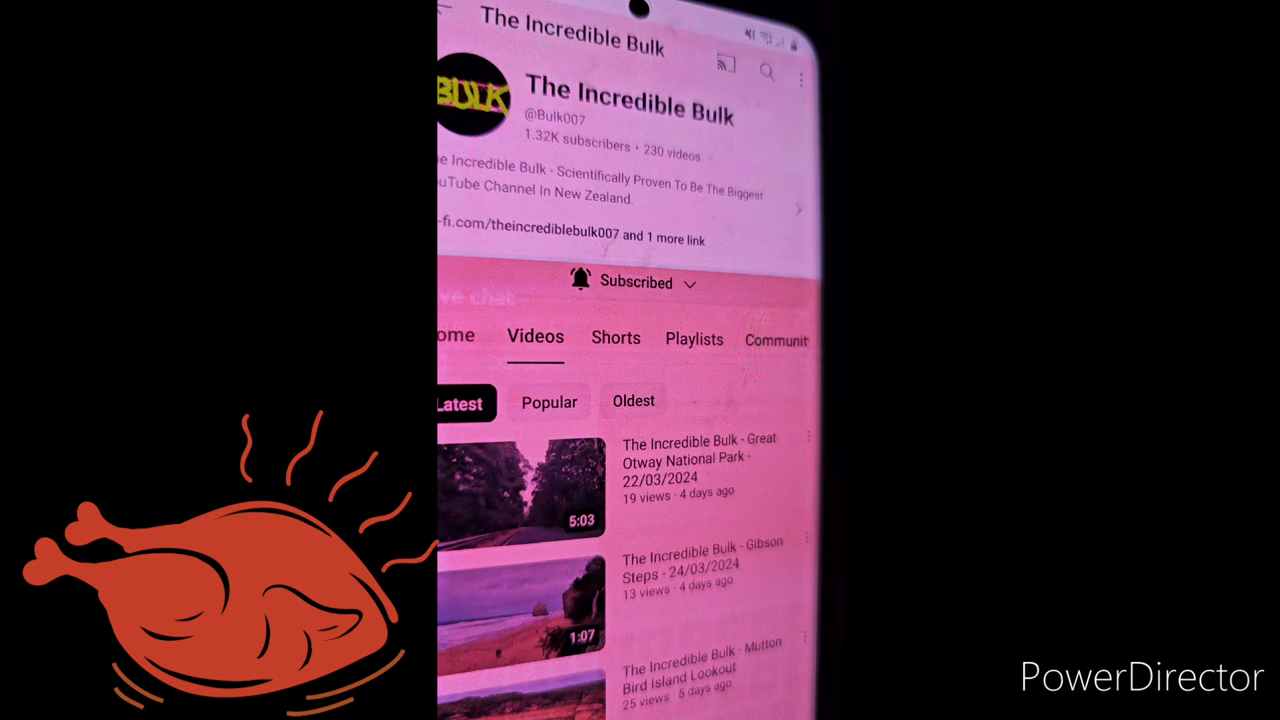 The Incredible Bulk
BULK
The Incredible Bulk
@Bulk007
1.32K subscribers • 230 videos
e Incredible Bulk - Scientifically Proven To Be The Biggest
uTube Channel In New Zealand.
-fi.com/theincrediblebulk007 and 1 more link
Subscribed
ve chat
ome Videos Shorts Playlists Communit
Latest Popular Oldest
The Incredible Bulk - Great
Otway National Park -
22/03/2024
19 views · 4 days ago
5:03
The Incredible Bulk - Gibson
Steps - 24/03/2024
13 views · 4 days ago
1:07
The Incredible Bulk - Mutton
Bird Island Lookout
25 views · 5 days ago
PowerDirector